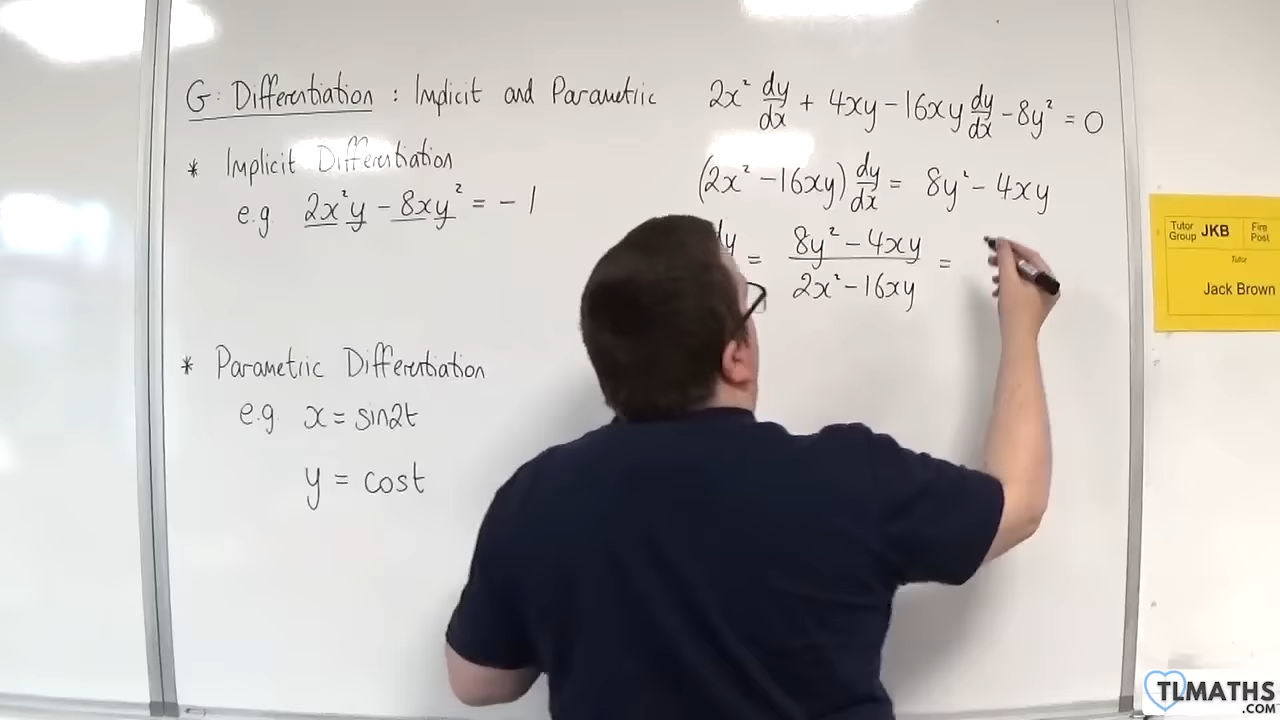 G: Differentiation : Implicit and Parametric
* Implicit Differentiation
e.g 2x²y - 8xy² = -1
* Parametric Differentiation
e.g x = sin2t
y = cost
2x² dy/dx + 4xy - 16xy dy/dx - 8y² = 0
(2x² - 16xy) dy/dx = 8y² - 4xy
dy = 8y² - 4xy / 2x² - 16xy =
Tutor Group JKB
Fire Post
Tutor
Jack Brown
TLMATHS
.COM